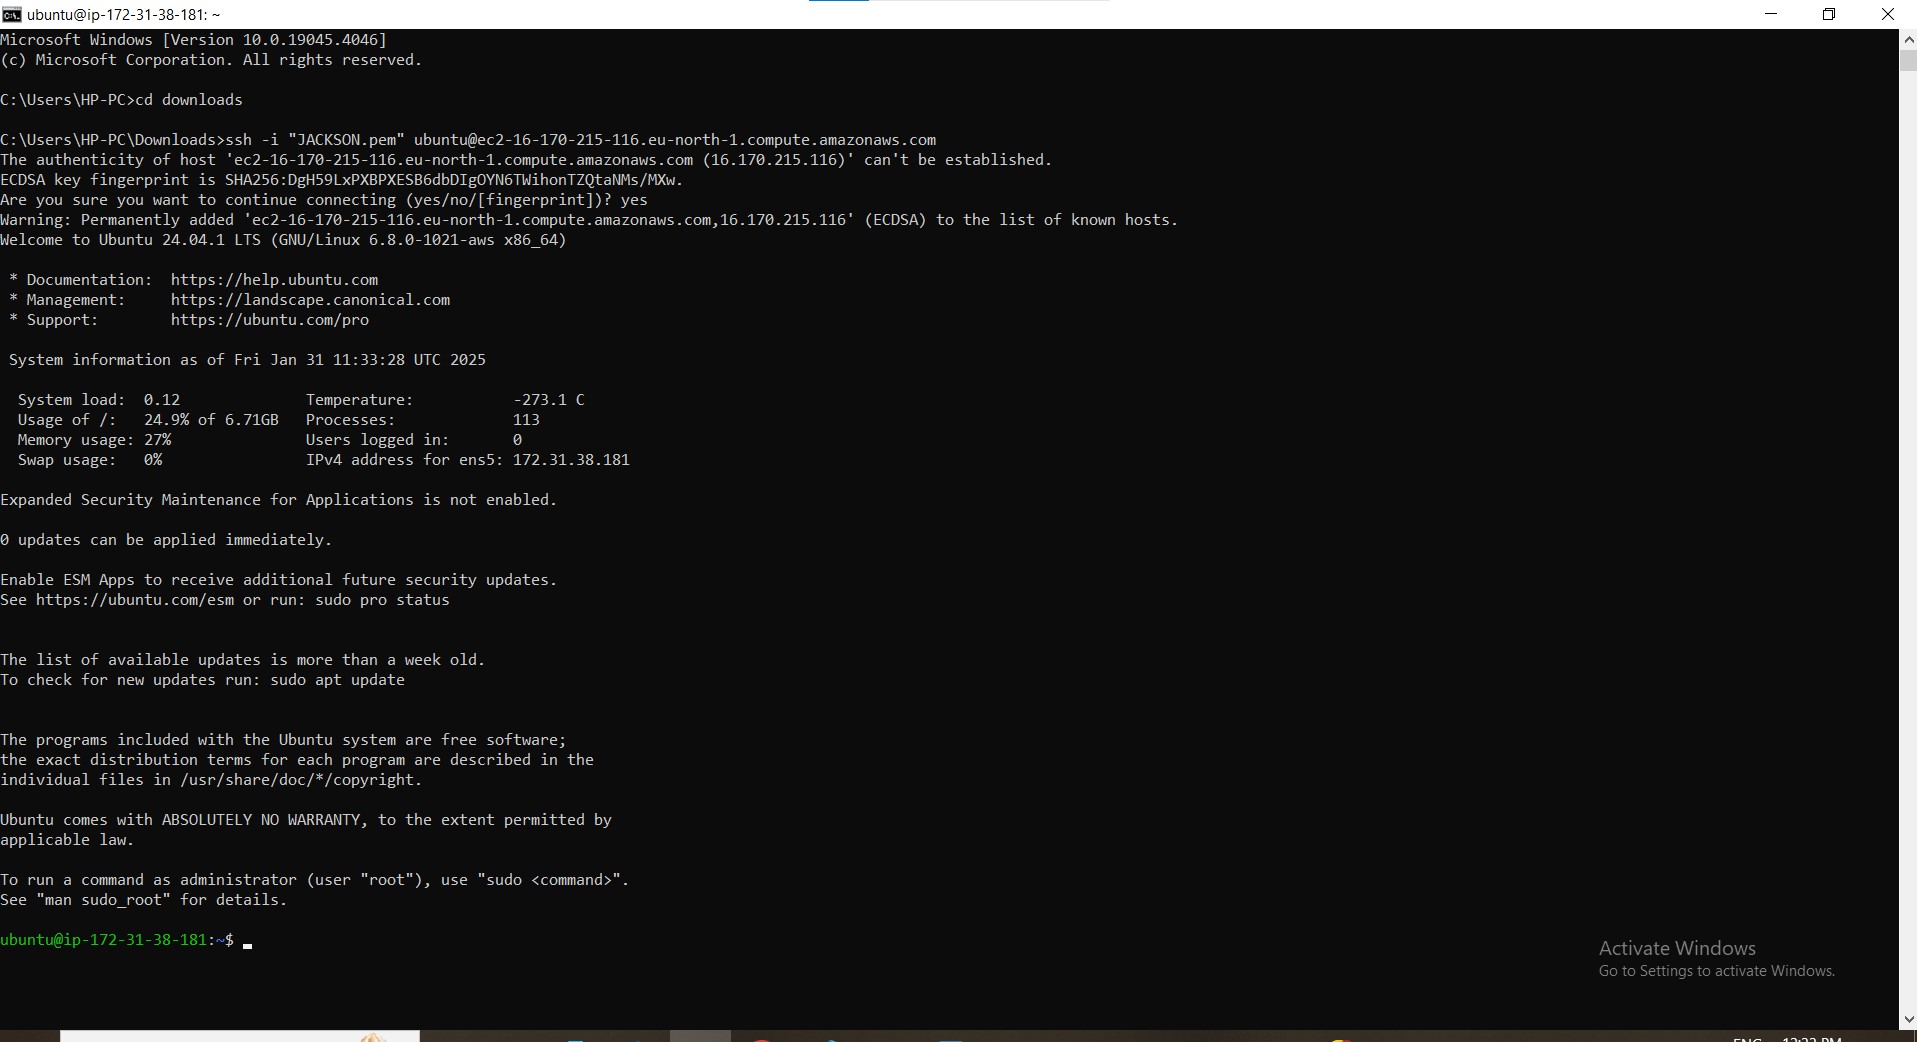 ubuntu@ip-172-31-38-181: ~
Microsoft Windows [Version 10.0.19045.4046]
(c) Microsoft Corporation. All rights reserved.
C:\Users\HP-PC>cd downloads
C:\Users\HP-PC\Downloads>ssh -i "JACKSON.pem" ubuntu@ec2-16-170-215-116.eu-north-1.compute.amazonaws.com
The authenticity of host 'ec2-16-170-215-116.eu-north-1.compute.amazonaws.com (16.170.215.116)' can't be established.
ECDSA key fingerprint is SHA256:DgH59LxPXBPXESB6dbDIgOYN6TWihonTZQtaNMs/MXw.
Are you sure you want to continue connecting (yes/no/[fingerprint])? yes
Warning: Permanently added 'ec2-16-170-215-116.eu-north-1.compute.amazonaws.com,16.170.215.116' (ECDSA) to the list of known hosts.
Welcome to Ubuntu 24.04.1 LTS (GNU/Linux 6.8.0-1021-aws x86_64)
* Documentation:  https://help.ubuntu.com
* Management:     https://landscape.canonical.com
* Support:        https://ubuntu.com/pro
System information as of Fri Jan 31 11:33:28 UTC 2025
System load:  0.12              Temperature:           -273.1 C
Usage of /:   24.9% of 6.71GB   Processes:             113
Memory usage: 27%               Users logged in:       0
Swap usage:   0%                IPv4 address for ens5: 172.31.38.181
Expanded Security Maintenance for Applications is not enabled.
0 updates can be applied immediately.
Enable ESM Apps to receive additional future security updates.
See https://ubuntu.com/esm or run: sudo pro status
The list of available updates is more than a week old.
To check for new updates run: sudo apt update
The programs included with the Ubuntu system are free software;
the exact distribution terms for each program are described in the
individual files in /usr/share/doc/*/copyright.
Ubuntu comes with ABSOLUTELY NO WARRANTY, to the extent permitted by
applicable law.
To run a command as administrator (user "root"), use "sudo <command>".
See "man sudo_root" for details.
ubuntu@ip-172-31-38-181:~$
Activate Windows
Go to Settings to activate Windows.